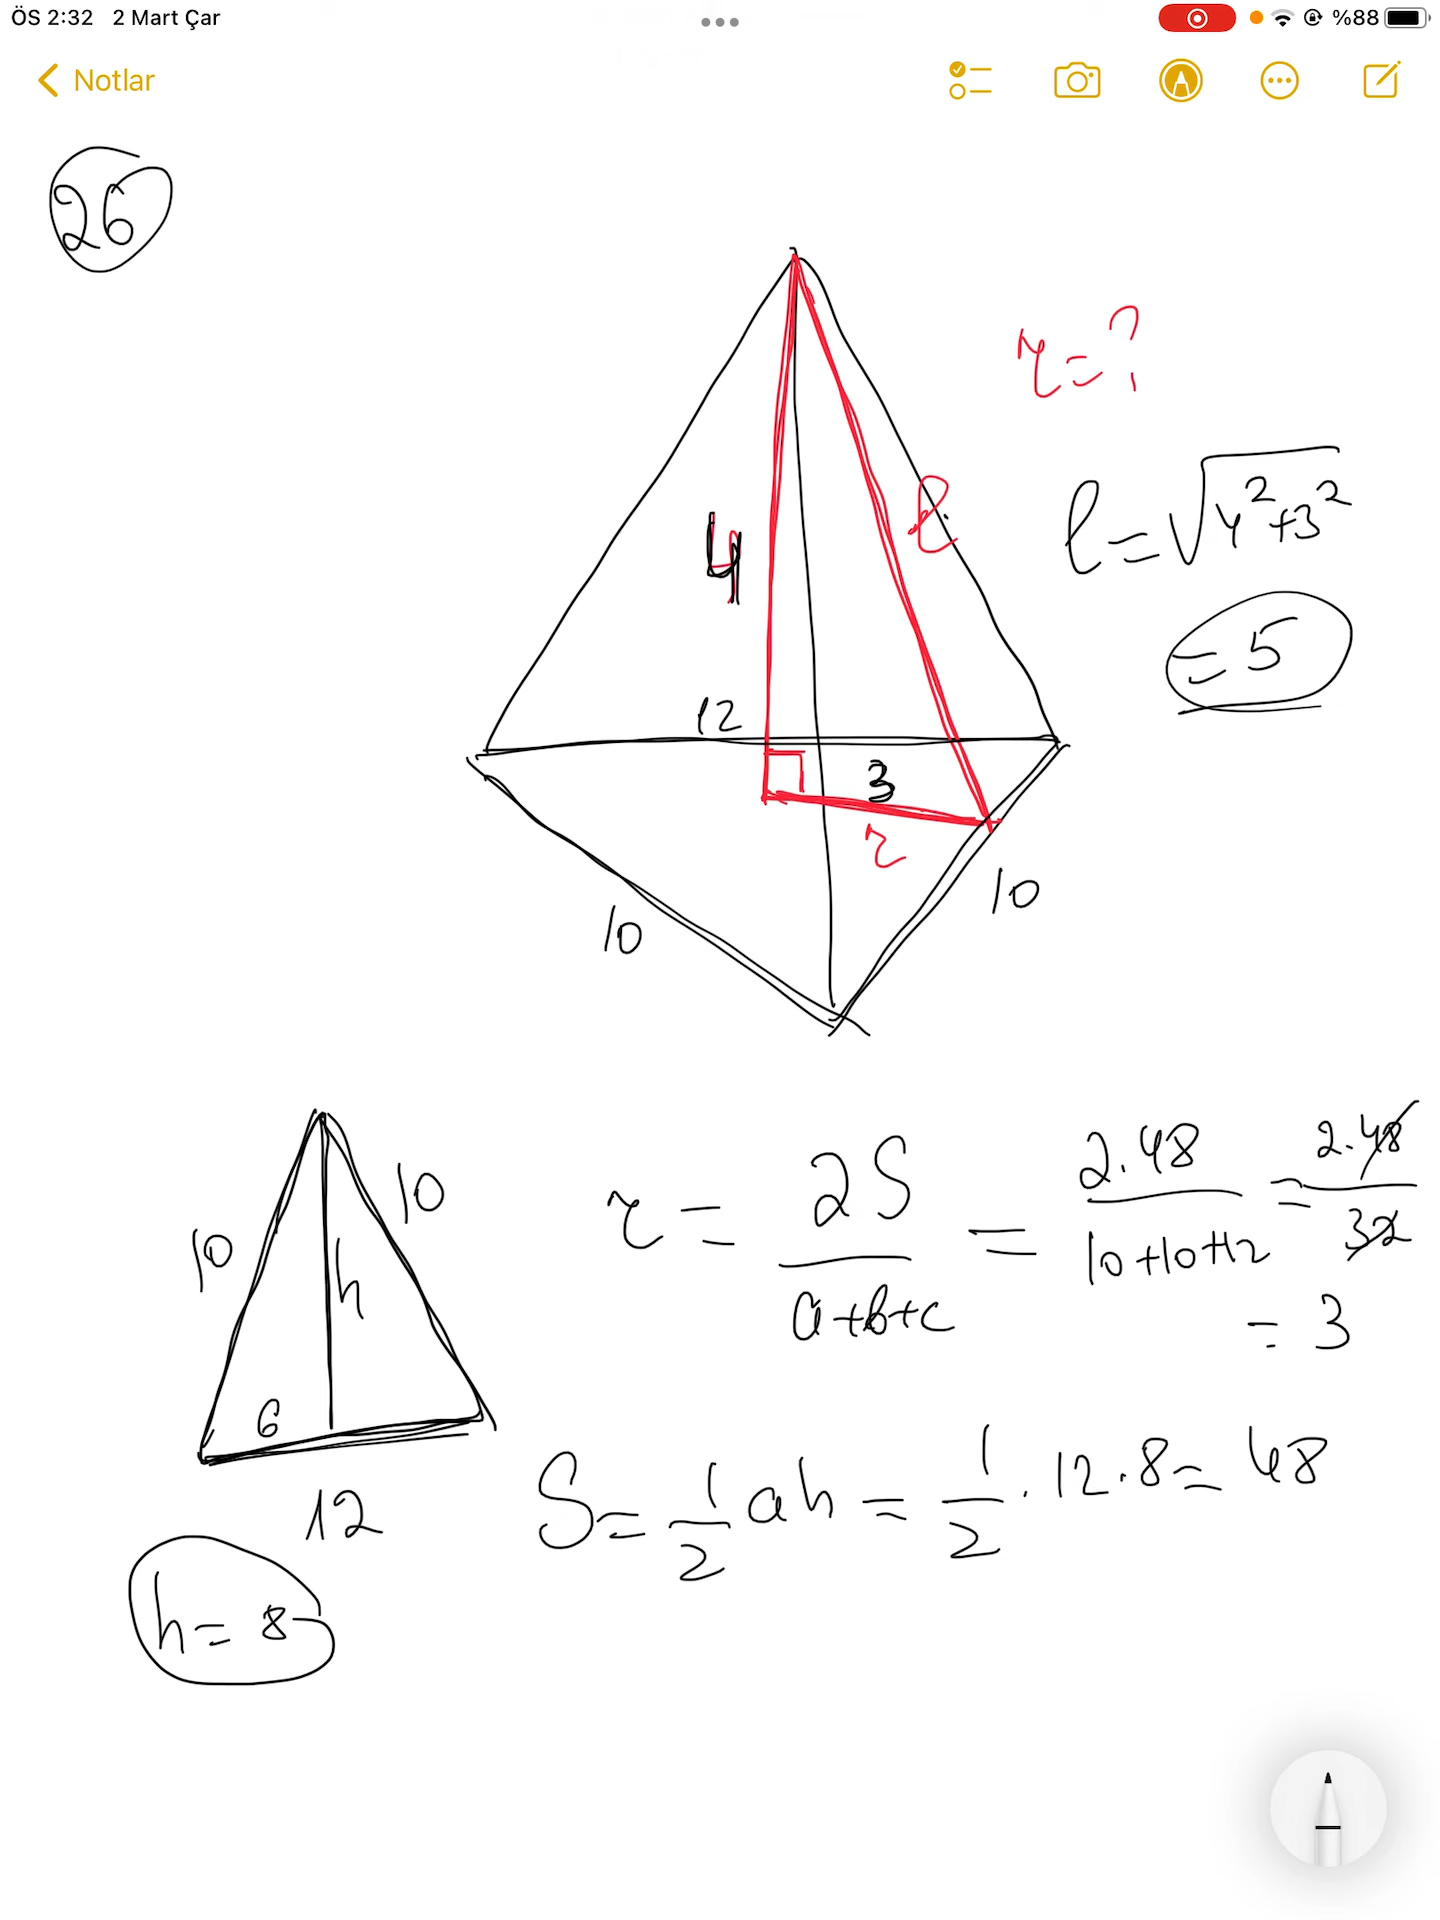 ÖS 2:32 2 Mart Çar
%88
Notlar
26
r=?
4
l
l=√4²+3²
=5
12
3
r
10
10
10
10
h
6
12
h=8
r = 2S / a+b+c = 2.48 / 10+10+12 = 2.48 / 32
= 3
S = 1/2 ah = 1/2 . 12.8 = 48